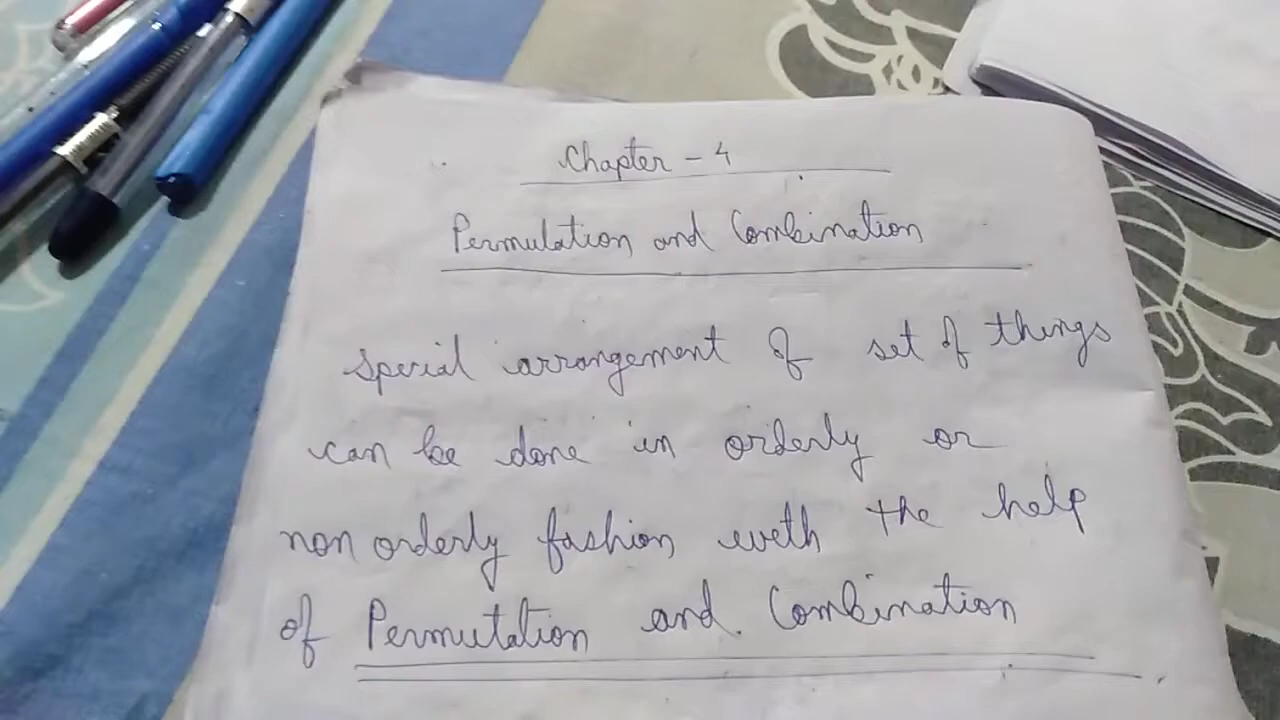 Chapter - 4
Permulation and Combination
special arrangement of set of things
can be done in orderly or
non orderly fashion with the help
of Permutation and Combination